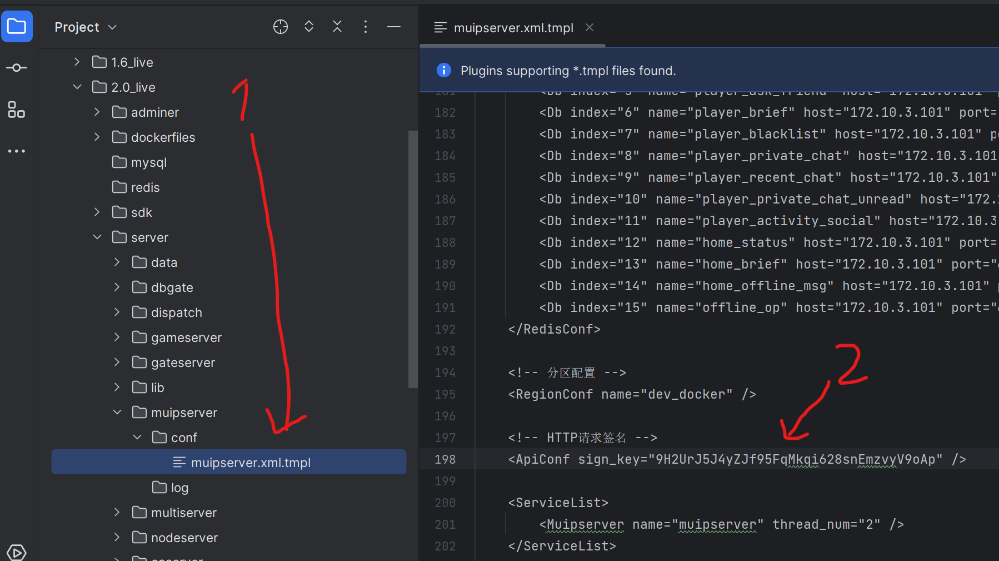 Project
1.6_live
2.0_live
adminer
dockerfiles
mysql
redis
sdk
server
data
dbgate
dispatch
gameserver
gateserver
lib
muipserver
conf
muipserver.xml.tmpl
log
multiserver
nodeserver
1
muipserver.xml.tmpl
Plugins supporting *.tmpl files found.
182 <Db index="6" name="player_brief" host="172.10.3.101" port=
183 <Db index="7" name="player_blacklist" host="172.10.3.101" po
184 <Db index="8" name="player_private_chat" host="172.10.3.101
185 <Db index="9" name="player_recent_chat" host="172.10.3.101"
186 <Db index="10" name="player_private_chat_unread" host="172.
187 <Db index="11" name="player_activity_social" host="172.10.3
188 <Db index="12" name="home_status" host="172.10.3.101" port=
189 <Db index="13" name="home_brief" host="172.10.3.101" port="
190 <Db index="14" name="home_offline_msg" host="172.10.3.101"
191 <Db index="15" name="offline_op" host="172.10.3.101" port="
192 </RedisConf>
193
194 <!-- 分区配置 -->
195 <RegionConf name="dev_docker" />
196
197 <!-- HTTP请求签名 -->
198 <ApiConf sign_key="9H2UrJ5J4yZJf95FqMkqi628snEmzvyV9oAp" />
199
200 <ServiceList>
201 <Muipserver name="muipserver" thread_num="2" />
202 </ServiceList>
2